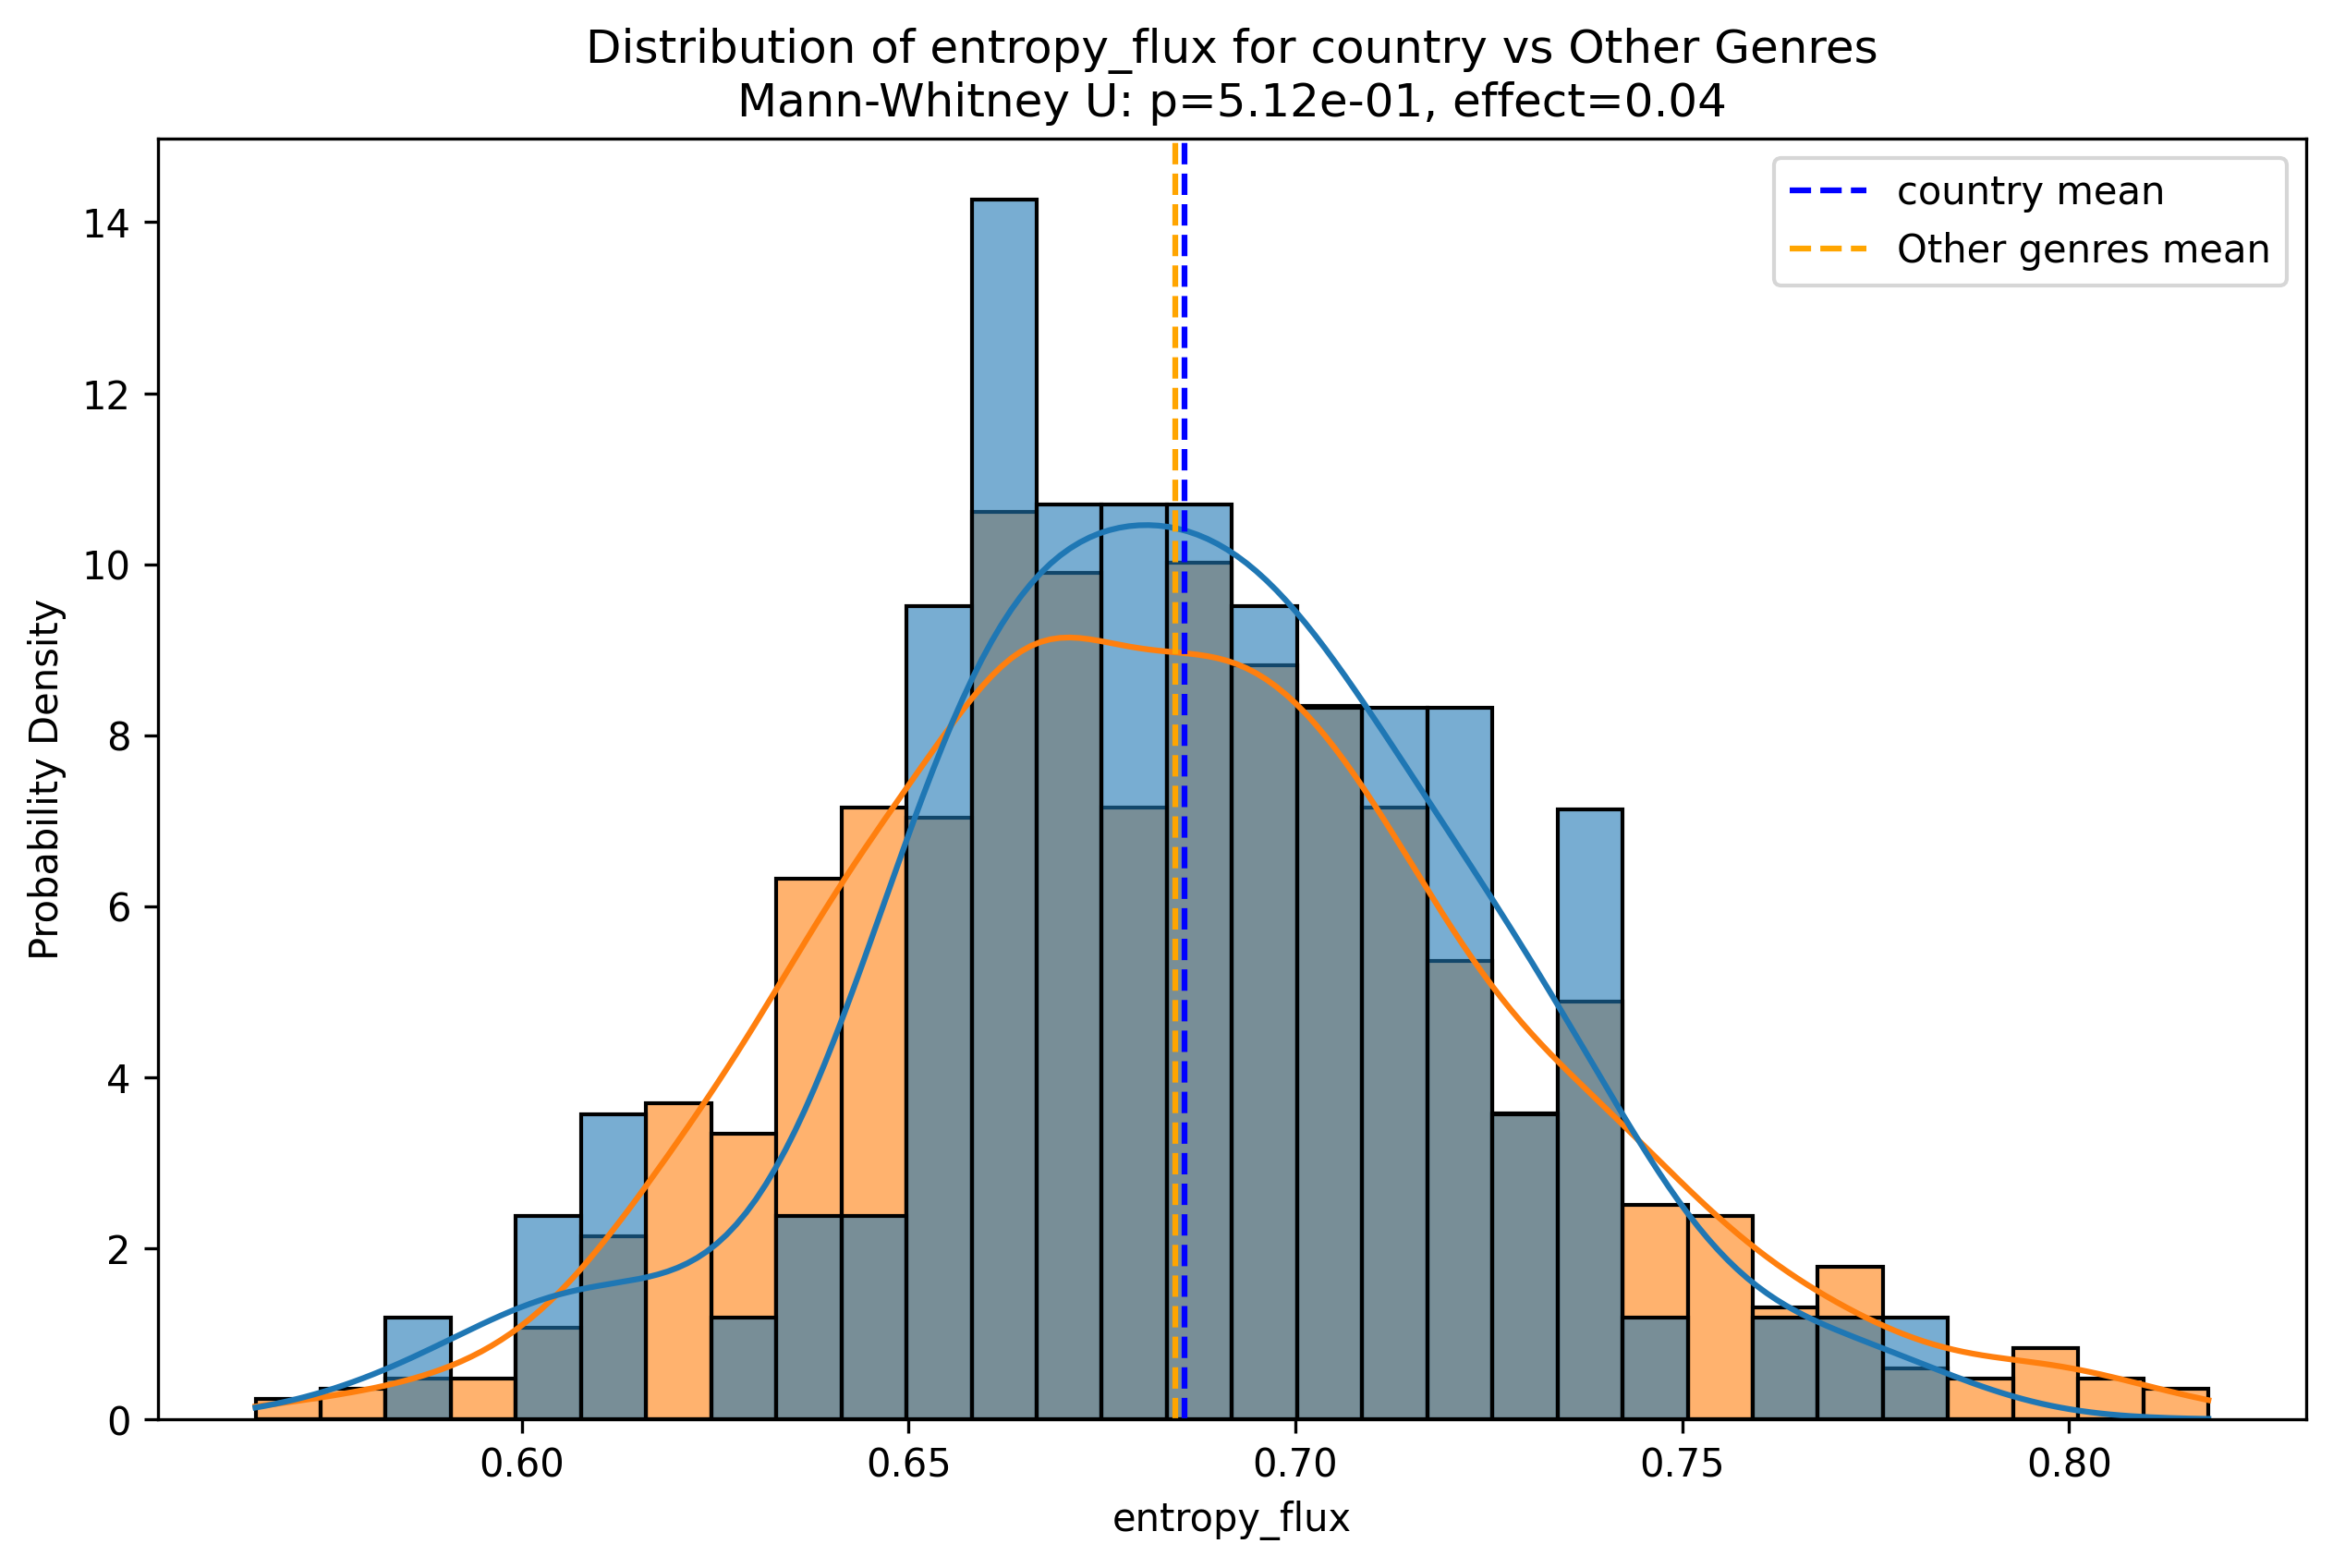 Distribution of entropy_flux for country vs Other Genres
Mann-Whitney U: p=5.12e-01, effect=0.04
country mean
Other genres mean
Probability Density
14
12
10
8
6
4
2
0
0.60
0.65
0.70
0.75
0.80
entropy_flux